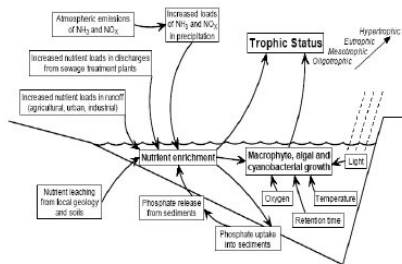 Atmospheric emissions
of NH3 and NOX
Increased loads
of NH3 and NOX
in precipitation
Trophic Status
Hypertrophic
Eutrophic
Mesotrophic
Oligotrophic
Increased nutrient loads in discharges
from sewage treatment plants
Increased nutrient loads in runoff
(agricultural, urban, industrial)
Nutrient enrichment
Macrophyte, algal and
cyanobacterial growth
Light
Nutrient leaching
from local geology
and soils
Phosphate release
from sediments
Oxygen
Temperature
Retention time
Phosphate uptake
into sediments